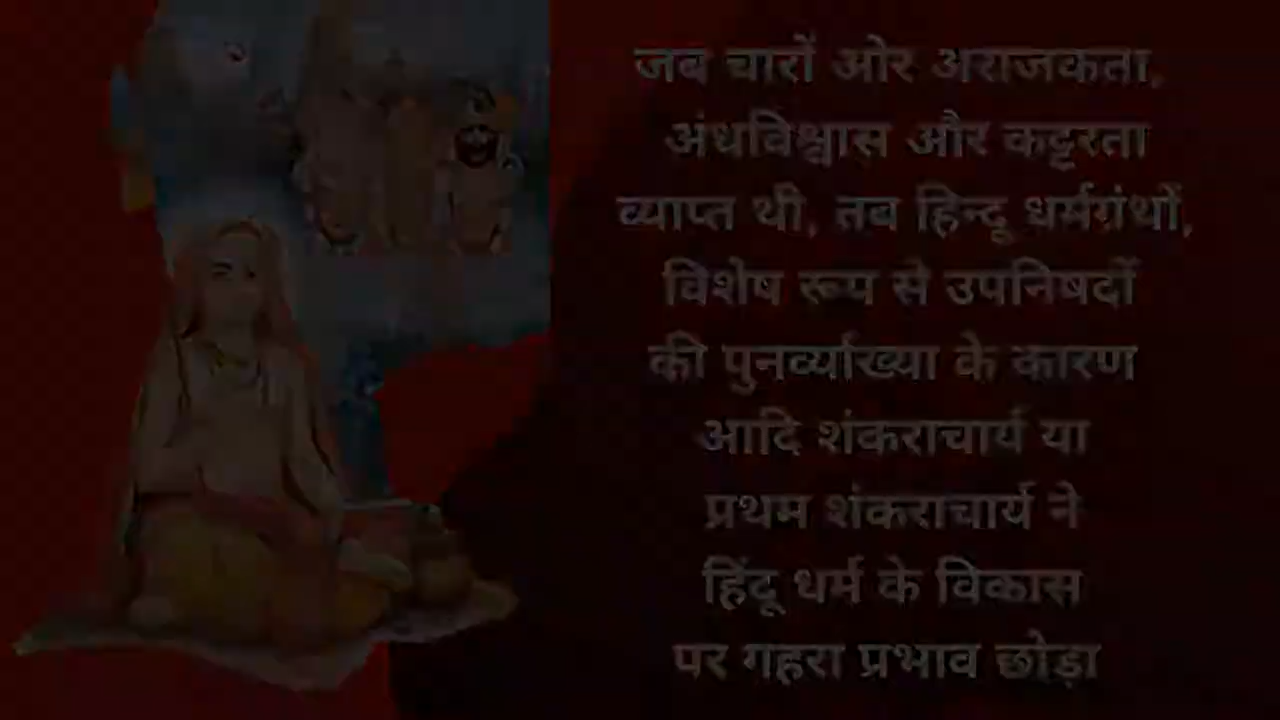 जब चारों ओर अराजकता,
अंधविश्वास और कट्टरता
व्याप्त थी, तब हिन्दू धर्मग्रंथों,
विशेष रूप से उपनिषदों
की पुनर्व्याख्या के कारण
आदि शंकराचार्य या
प्रथम शंकराचार्य ने
हिंदू धर्म के विकास
पर गहरा प्रभाव छोड़ा